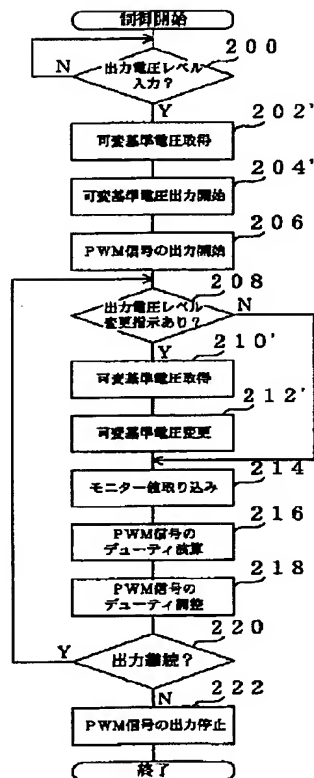 制御開始
200
N
出力電圧レベル
入力?
Y
202'
可変基準電圧取得
204'
可変基準電圧出力開始
206
PWM信号の出力開始
208
出力電圧レベル
変更指示あり?
N
Y
210'
可変基準電圧取得
212'
可変基準電圧変更
214
モニター値取り込み
216
PWM信号の
デューティ演算
218
PWM信号の
デューティ調整
220
Y
出力継続?
N
222
PWM信号の出力停止
終了